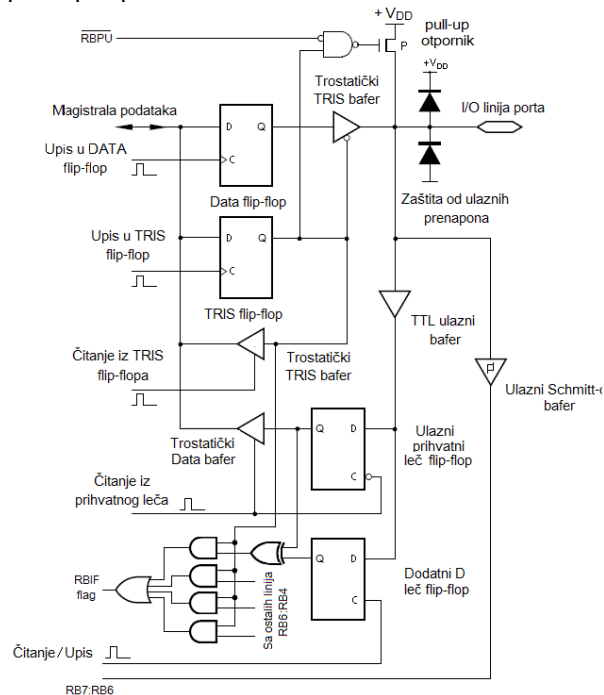 + VDD
RBPU
pull-up
otpornik
P
+VDD
Trostatički
TRIS bafer
Magistrala podataka
I/O linija porta
D Q
Upis u DATA
flip-flop
C
Data flip-flop
Zaštita od ulaznih
prenapona
Upis u TRIS
flip-flop
D Q
C
TRIS flip-flop
TTL ulazni
bafer
Čitanje iz TRIS
flip-flopa
Trostatički
TRIS bafer
Ulazni Schmitt-o
bafer
Trostatički
Data bafer
Q D
C
Ulazni
prihvatni
leč flip-flop
Čitanje iz
prihvatnog leča
RBIF
flag
Sa ostalih linija
RB6:RB4
Q D
C
Dodatni D
leč flip-flop
Čitanje/Upis
RB7:RB6